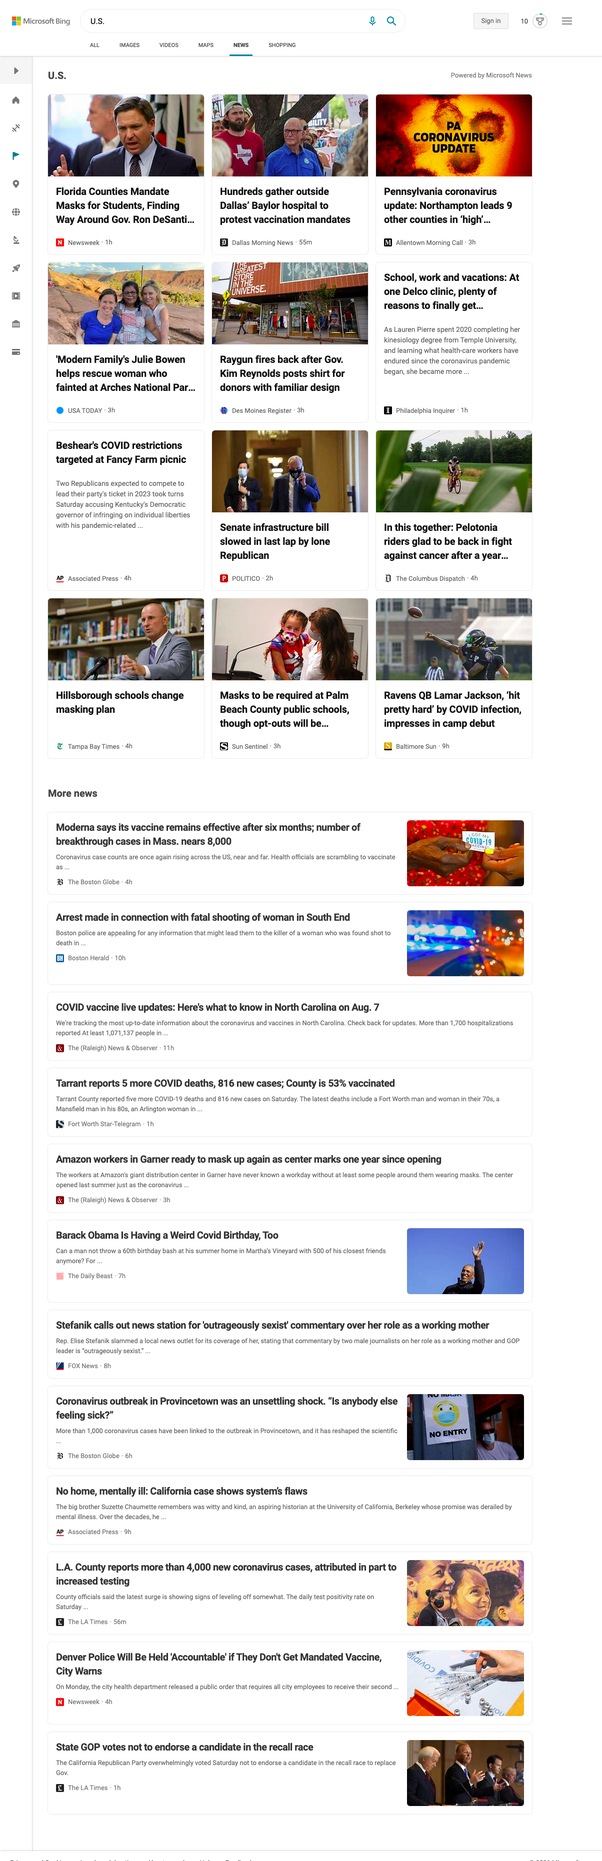 Microsoft Bing
U.S.
Sign in
10
ALL IMAGES VIDEOS MAPS NEWS SHOPPING
U.S.
Powered by Microsoft News
Florida Counties Mandate
Masks for Students, Finding
Way Around Gov. Ron DeSanti...
Newsweek · 1h
Hundreds gather outside
Dallas' Baylor hospital to
protest vaccination mandates
Dallas Morning News · 55m
PA
CORONAVIRUS
UPDATE
Pennsylvania coronavirus
update: Northampton leads 9
other counties in 'high'...
Allentown Morning Call · 3h
'Modern Family's Julie Bowen
helps rescue woman who
fainted at Arches National Par...
USA TODAY · 3h
GREATEST
STORE IN
THE
UNIVERSE.
Raygun fires back after Gov.
Kim Reynolds posts shirt for
donors with familiar design
Des Moines Register · 3h
School, work and vacations: At
one Delco clinic, plenty of
reasons to finally get...
As Lauren Pierre spent 2020 completing her
kinesiology degree from Temple University,
and learning what health-care workers have
endured since the coronavirus pandemic
began, she became more ...
Philadelphia Inquirer · 1h
Beshear's COVID restrictions
targeted at Fancy Farm picnic
Two Republicans expected to compete to
lead their party's ticket in 2023 took turns
Saturday accusing Kentucky's Democratic
governor of infringing on individual liberties
with his pandemic-related ...
AP Associated Press · 4h
Senate infrastructure bill
slowed in last lap by lone
Republican
POLITICO · 2h
In this together: Pelotonia
riders glad to be back in fight
against cancer after a year...
The Columbus Dispatch · 4h
Hillsborough schools change
masking plan
Tampa Bay Times · 4h
Masks to be required at Palm
Beach County public schools,
though opt-outs will be...
Sun Sentinel · 3h
Ravens QB Lamar Jackson, 'hit
pretty hard' by COVID infection,
impresses in camp debut
Baltimore Sun · 9h
More news
Moderna says its vaccine remains effective after six months; number of
breakthrough cases in Mass. nears 8,000
Coronavirus case counts are once again rising across the US, near and far. Health officials are scrambling to vaccinate
as ...
The Boston Globe · 4h
COVID-19
Arrest made in connection with fatal shooting of woman in South End
Boston police are appealing for any information that might lead them to the killer of a woman who was found shot to
death in ...
Boston Herald · 10h
COVID vaccine live updates: Here's what to know in North Carolina on Aug. 7
We're tracking the most up-to-date information about the coronavirus and vaccines in North Carolina. Check back for updates. More than 1,700 hospitalizations
reported At least 1,071,137 people in ...
The (Raleigh) News & Observer · 11h
Tarrant reports 5 more COVID deaths, 816 new cases; County is 53% vaccinated
Tarrant County reported five more COVID-19 deaths and 816 new cases on Saturday. The latest deaths include a Fort Worth man and woman in their 70s, a
Mansfield man in his 80s, an Arlington woman in ...
Fort Worth Star-Telegram · 1h
Amazon workers in Garner ready to mask up again as center marks one year since opening
The workers at Amazon's giant distribution center in Garner have never known a workday without at least some people around them wearing masks. The center
opened last summer just as the coronavirus ...
The (Raleigh) News & Observer · 3h
Barack Obama Is Having a Weird Covid Birthday, Too
Can a man not throw a 60th birthday bash at his summer home in Martha's Vineyard with 500 of his closest friends
anymore? For ...
The Daily Beast · 7h
Stefanik calls out news station for 'outrageously sexist' commentary over her role as a working mother
Rep. Elise Stefanik slammed a local news outlet for its coverage of her, stating that commentary by two male journalists on her role as a working mother and GOP
leader is "outrageously sexist." ...
FOX News · 8h
Coronavirus outbreak in Provincetown was an unsettling shock. "Is anybody else
feeling sick?"
More than 1,000 coronavirus cases have been linked to the outbreak in Provincetown, and it has reshaped the scientific
...
The Boston Globe · 6h
NO MASK
NO ENTRY
No home, mentally ill: California case shows system's flaws
The big brother Suzette Chaumette remembers was witty and kind, an aspiring historian at the University of California, Berkeley whose promise was derailed by
mental illness. Over the decades, he ...
AP Associated Press · 9h
L.A. County reports more than 4,000 new coronavirus cases, attributed in part to
increased testing
County officials said the latest surge is showing signs of leveling off somewhat. The daily test positivity rate on
Saturday ...
The LA Times · 56m
Denver Police Will Be Held 'Accountable' if They Don't Get Mandated Vaccine,
City Warns
On Monday, the city health department released a public order that requires all city employees to receive their second ...
Newsweek · 4h
State GOP votes not to endorse a candidate in the recall race
The California Republican Party overwhelmingly voted Saturday not to endorse a candidate in the recall race to replace
Gov.
The LA Times · 1h